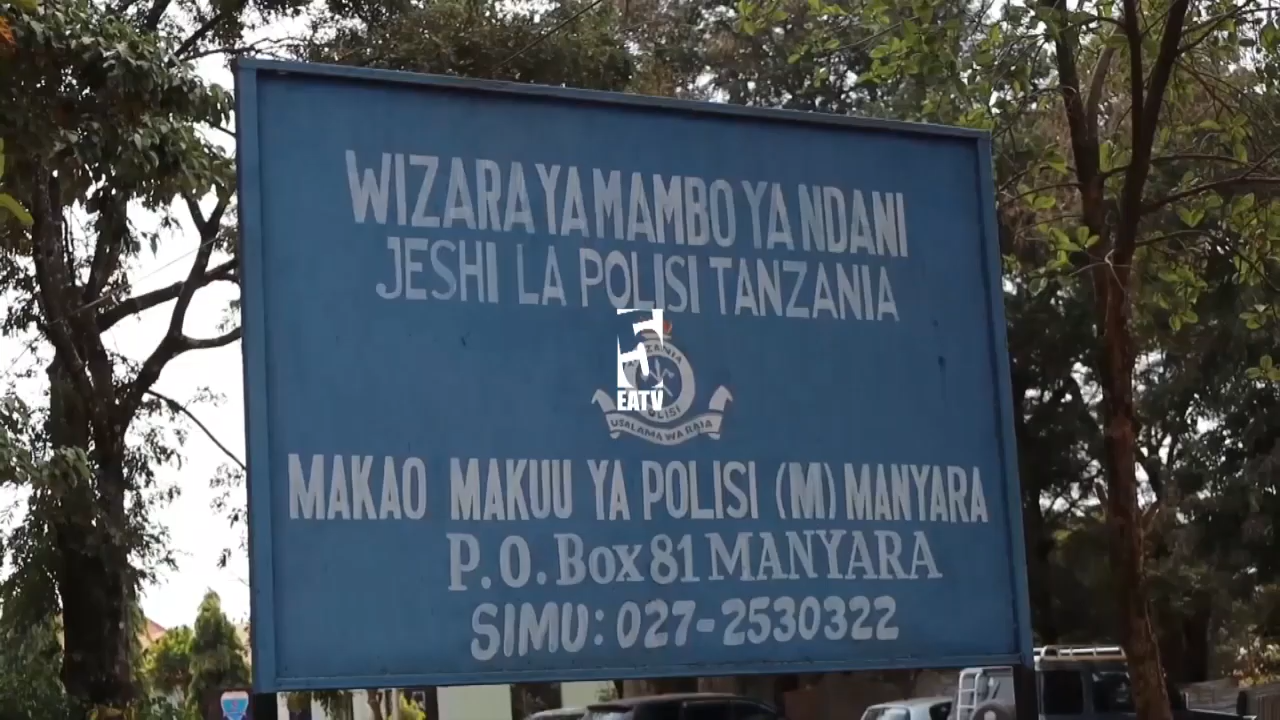 WIZARA YA MAMBO YA NDANI
JESHI LA POLISI TANZANIA
EATV
USALAMA WA RAIA
MAKAO MAKUU YA POLISI (M) MANYARA
P.O. Box 81 MANYARA
SIMU: 027-2530322